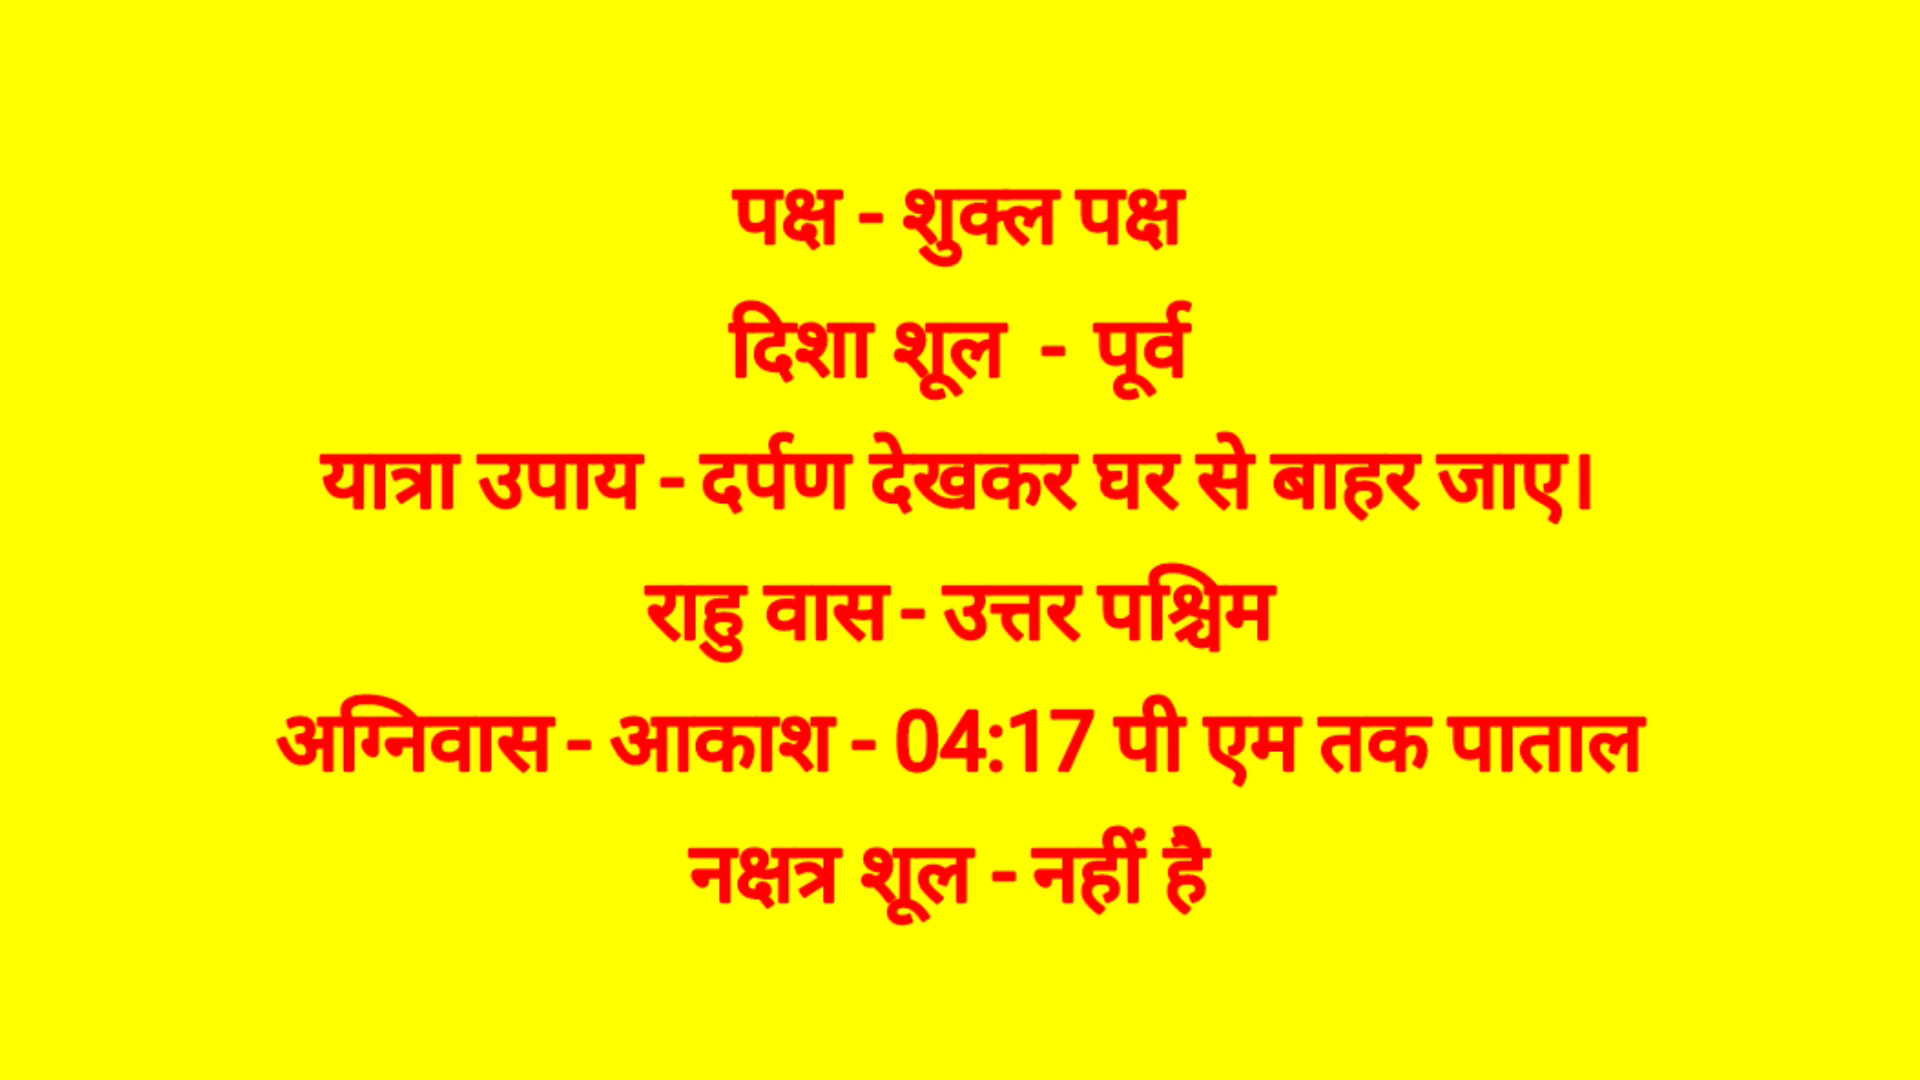 पक्ष - शुक्ल पक्ष
दिशा शूल - पूर्व
यात्रा उपाय - दर्पण देखकर घर से बाहर जाए।
राहु वास - उत्तर पश्चिम
अग्निवास - आकाश - 04:17 पी एम तक पाताल
नक्षत्र शूल - नहीं है